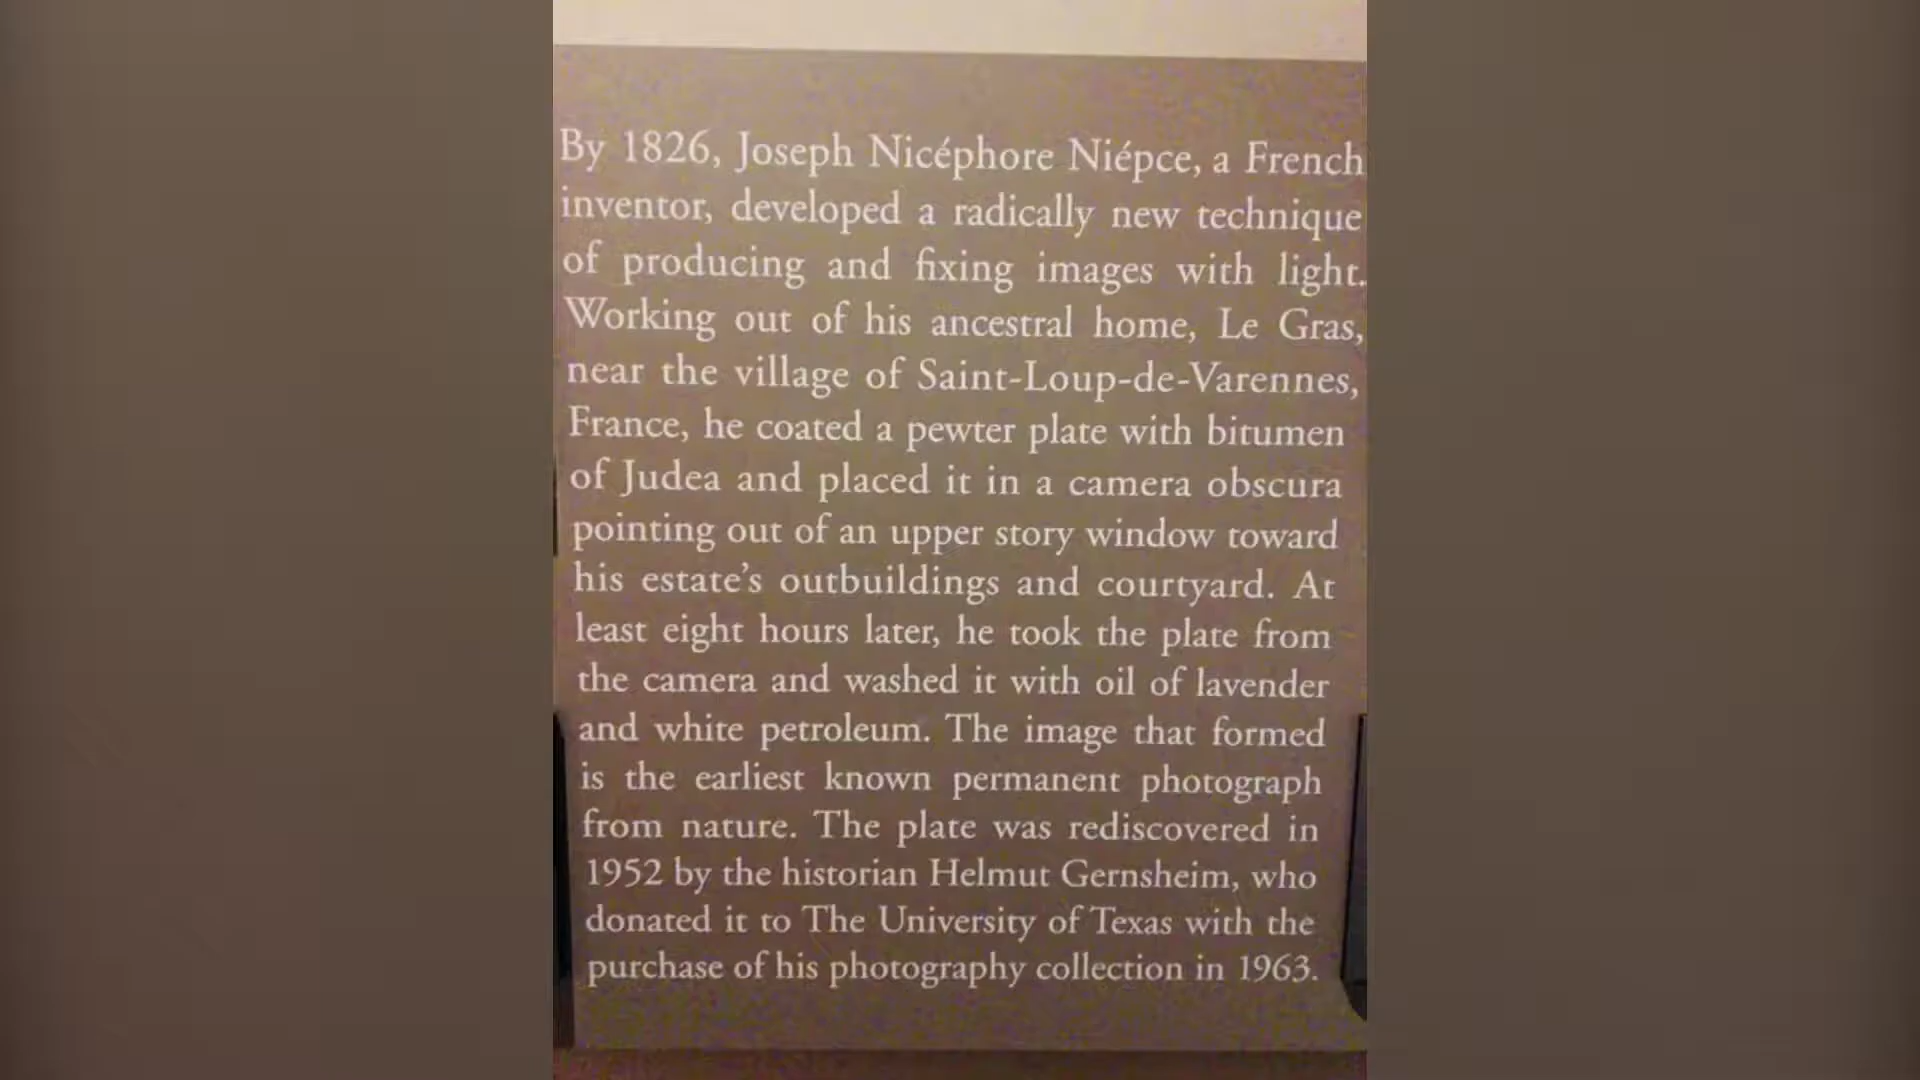 By 1826, Joseph Nicéphore Niépce, a French
inventor, developed a radically new technique
of producing and fixing images with light.
Working out of his ancestral home, Le Gras,
near the village of Saint-Loup-de-Varennes,
France, he coated a pewter plate with bitumen
of Judea and placed it in a camera obscura
pointing out of an upper story window toward
his estate's outbuildings and courtyard. At
least eight hours later, he took the plate from
the camera and washed it with oil of lavender
and white petroleum. The image that formed
is the earliest known permanent photograph
from nature. The plate was rediscovered in
1952 by the historian Helmut Gernsheim, who
donated it to The University of Texas with the
purchase of his photography collection in 1963.